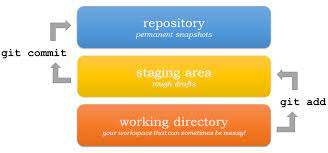 repository
permanent snapshots
git commit
staging area
rough drafts
git add
working directory
your workspace that can sometimes be messy!